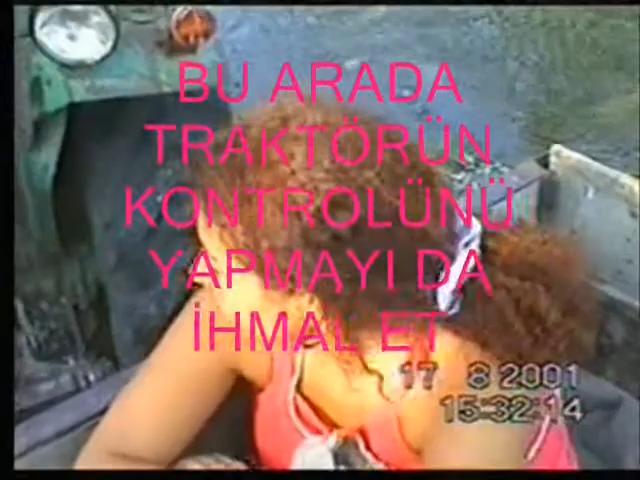 BU ARADA
TRAKTÖRÜN
KONTROLÜNÜ
YAPMAYI DA
İHMAL ET
17 8 2001
15:32:14